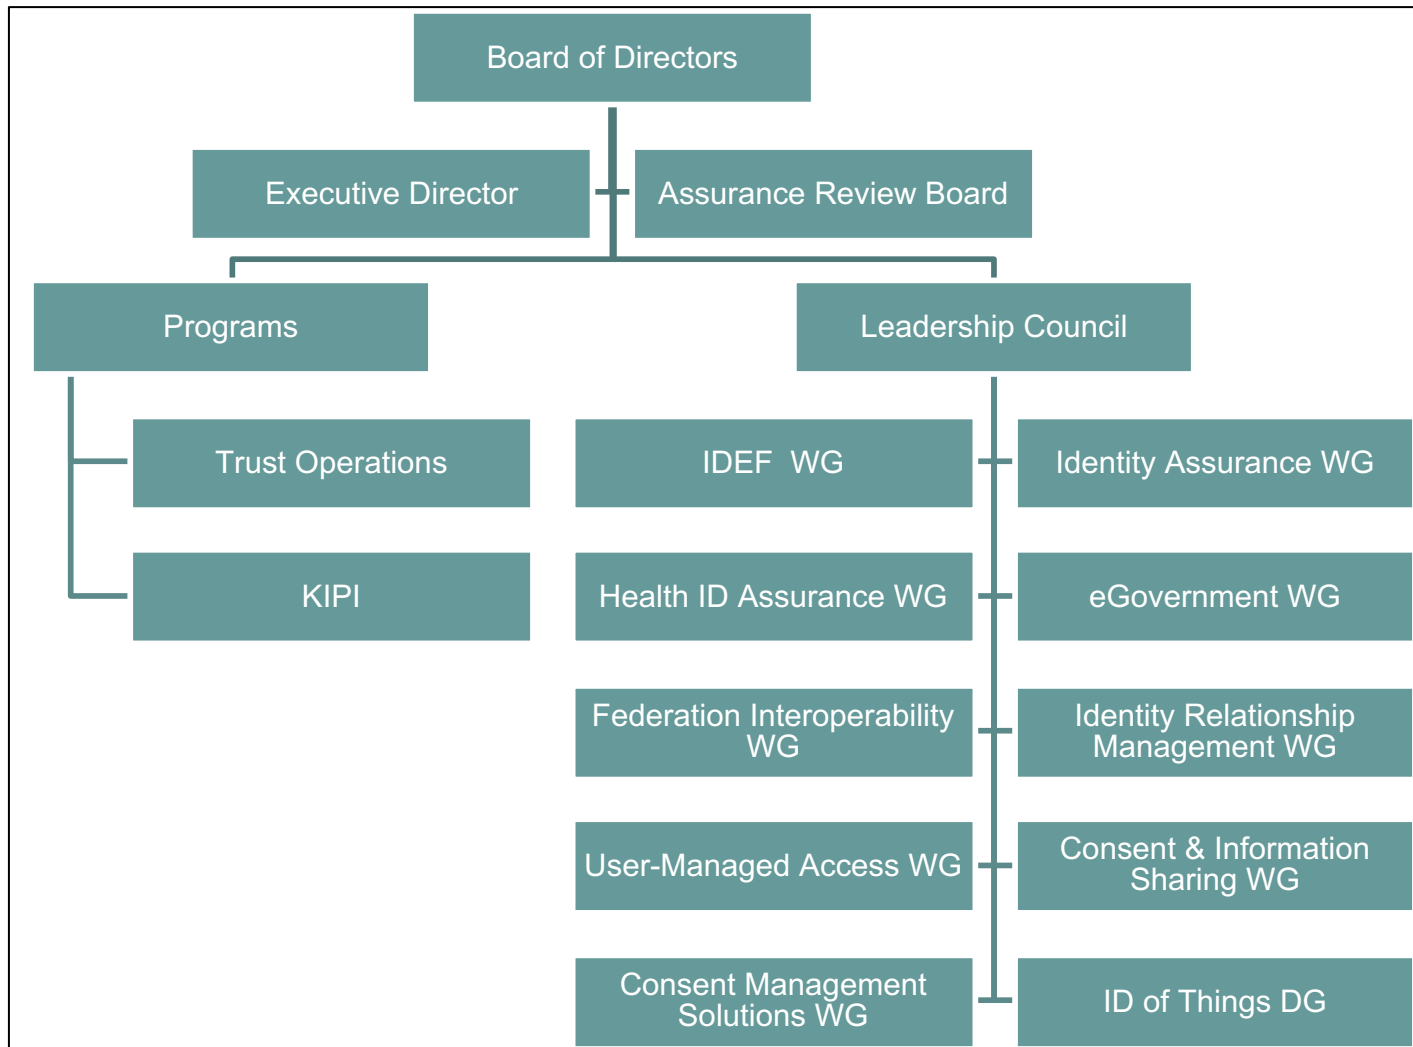 Board of Directors
Executive Director
Assurance Review Board
Programs
Leadership Council
Trust Operations
IDEF  WG
Identity Assurance WG
KIPI
Health ID Assurance WG
eGovernment WG
Federation Interoperability
WG
Identity Relationship
Management WG
User-Managed Access WG
Consent & Information
Sharing WG
Consent Management
Solutions WG
ID of Things DG